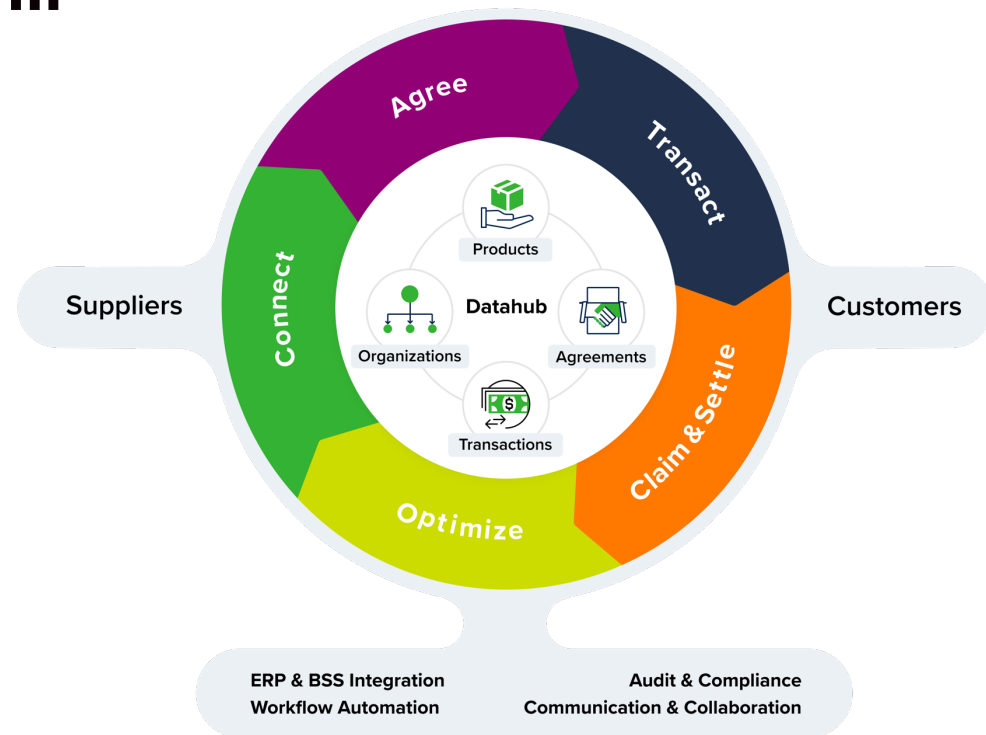 Agree
Transact
Products
Suppliers
Connect
Datahub
Customers
Organizations
Agreements
Claim & Settle
Transactions
$
Optimize
ERP & BSS Integration
Workflow Automation
Audit & Compliance
Communication & Collaboration